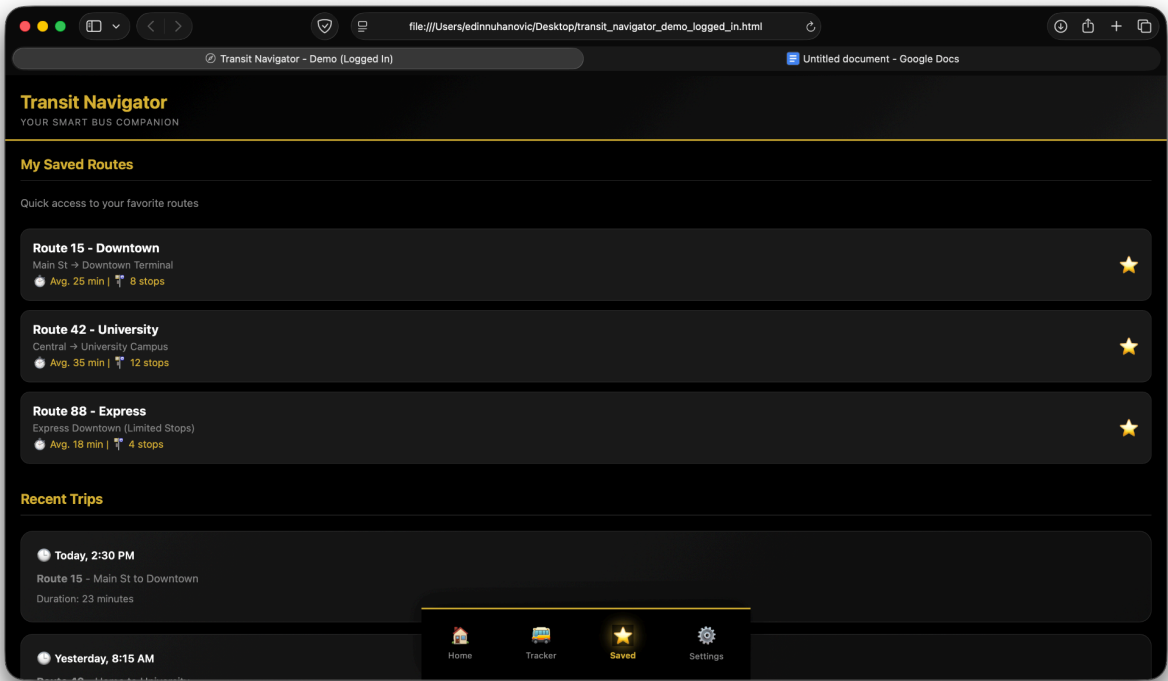 file:///Users/edinnuhanovic/Desktop/transit_navigator_demo_logged_in.html
Transit Navigator - Demo (Logged In)
Untitled document - Google Docs
Transit Navigator
YOUR SMART BUS COMPANION
My Saved Routes
Quick access to your favorite routes
Route 15 - Downtown
Main St → Downtown Terminal
Avg. 25 min | 8 stops
Route 42 - University
Central → University Campus
Avg. 35 min | 12 stops
Route 88 - Express
Express Downtown (Limited Stops)
Avg. 18 min | 4 stops
Recent Trips
Today, 2:30 PM
Route 15 - Main St to Downtown
Duration: 23 minutes
Yesterday, 8:15 AM
Home
Tracker
Saved
Settings